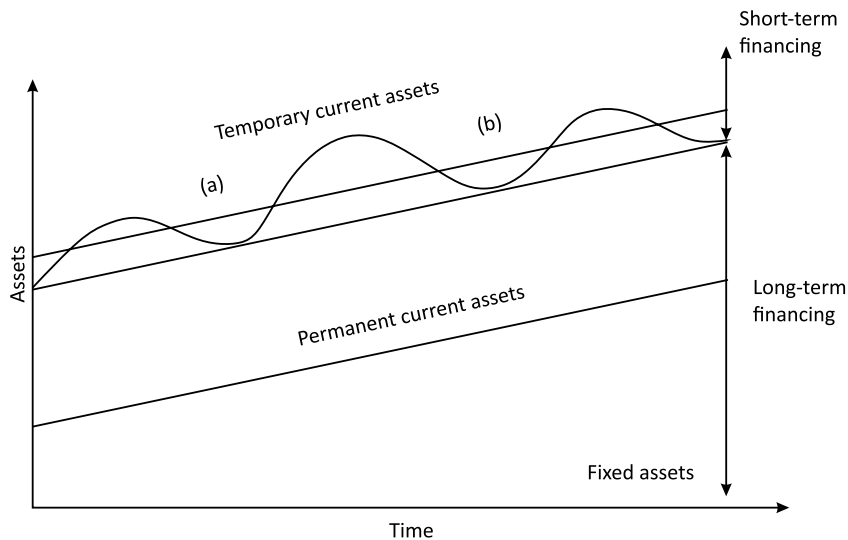 Short-term
financing
Temporary current assets
(b)
(a)
Assets
Long-term
financing
Permanent current assets
Fixed assets
Time